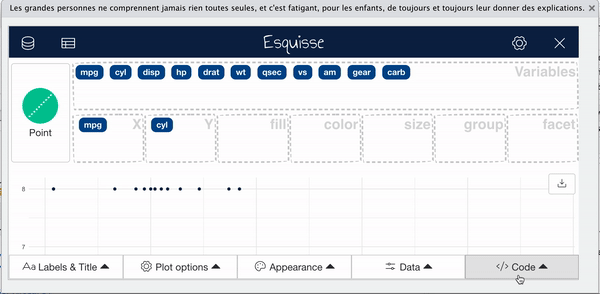 Les grandes personnes ne comprennent jamais rien toutes seules, et c'est fatigant, pour les enfants, de toujours et toujours leur donner des explications.
Esquisse
mpg cyl disp hp drat wt qsec vs am gear carb Variables
Point
mpg X cyl Y fill color size group facet
8
7
Aa Labels & Title Plot options Appearance Data </> Code